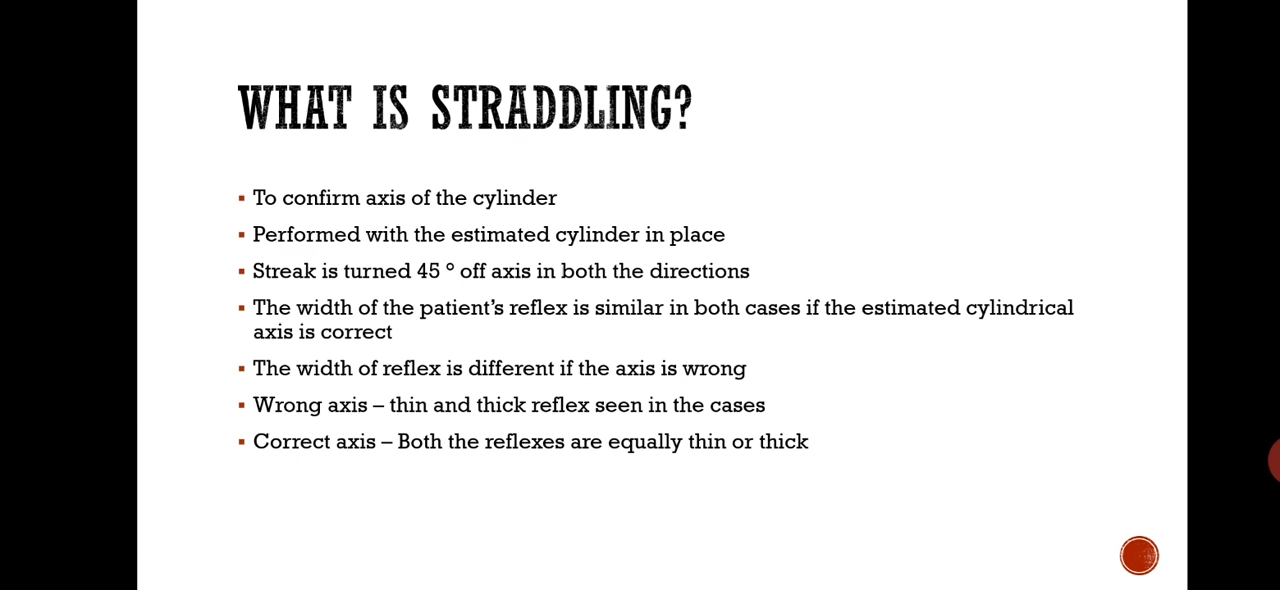 WHAT IS STRADDLING?
▪ To confirm axis of the cylinder
▪ Performed with the estimated cylinder in place
▪ Streak is turned 45 ° off axis in both the directions
▪ The width of the patient’s reflex is similar in both cases if the estimated cylindrical
axis is correct
▪ The width of reflex is different if the axis is wrong
▪ Wrong axis – thin and thick reflex seen in the cases
▪ Correct axis – Both the reflexes are equally thin or thick